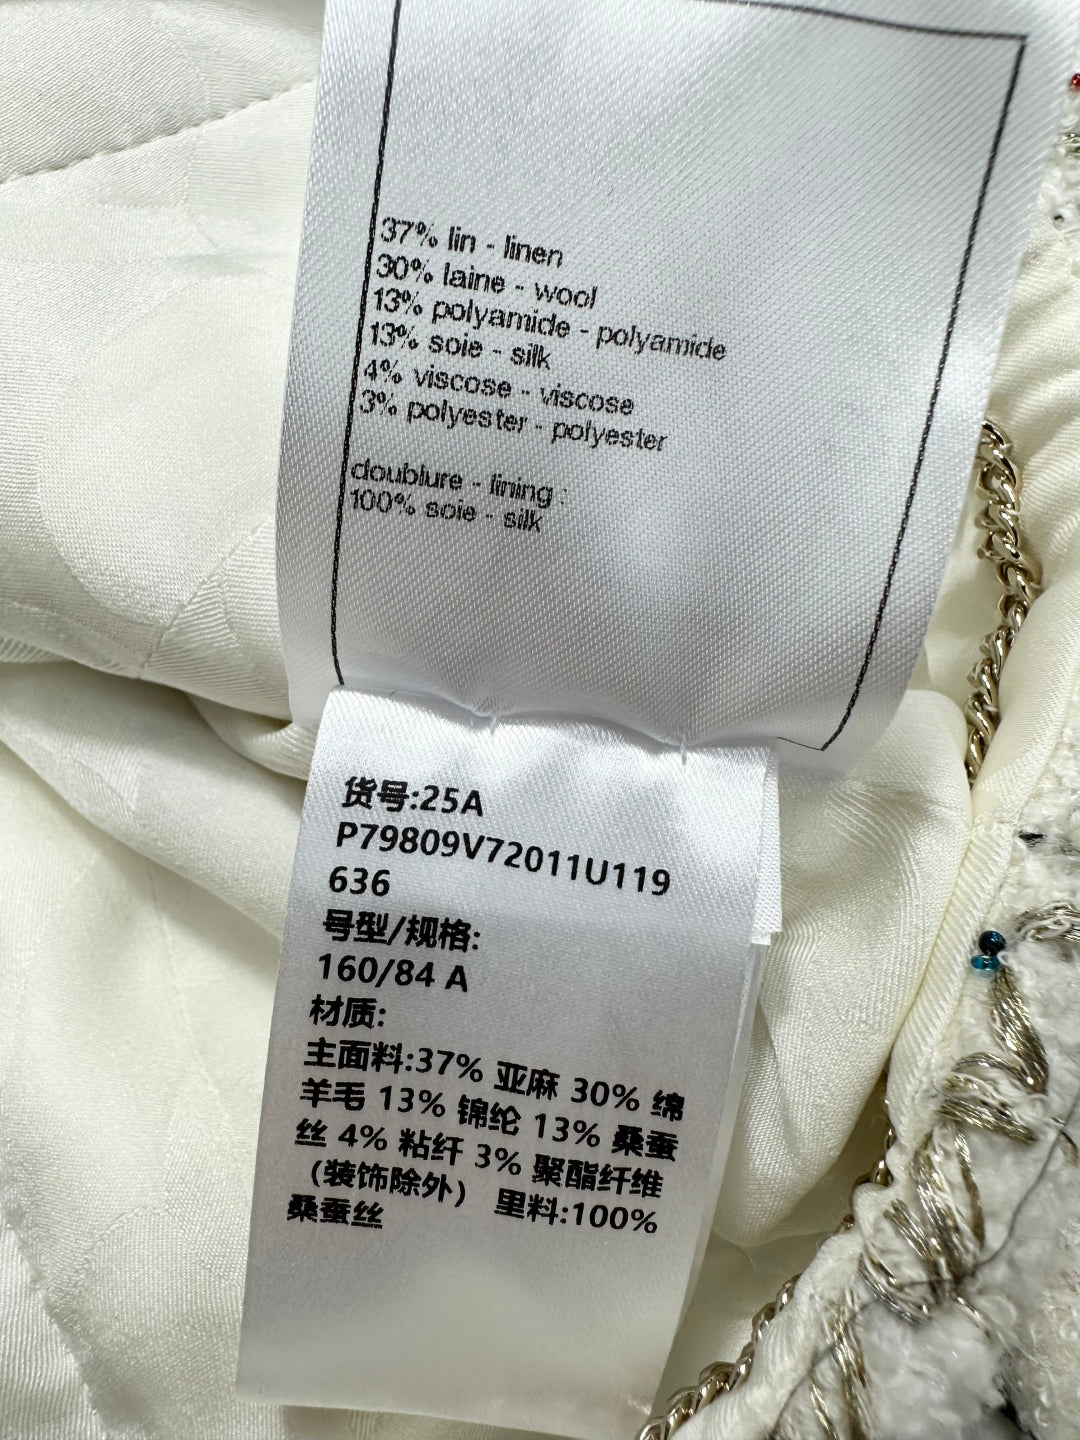 37% lin - linen
30% laine - wool
13% polyamide - polyamide
13% soie - silk
4% viscose - viscose
3% polyester - polyester
doublure - lining :
100% soie - silk
货号:25A
P79809V72011U119
636
号型/规格:
160/84 A
材质:
主面料:37% 亚麻 30% 绵
羊毛 13% 锦纶 13% 桑蚕
丝 4% 粘纤 3% 聚酯纤维
（装饰除外） 里料:100%
桑蚕丝